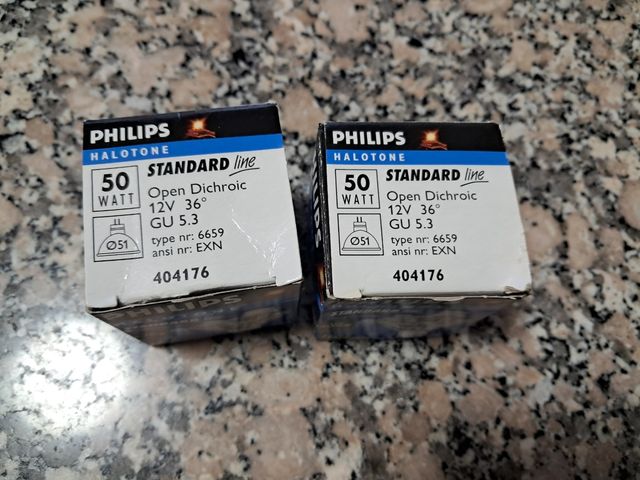 PHILIPS
HALOTONE
STANDARD line
50
WATT
Open Dichroic
12V 36°
GU 5.3
Ø51
type nr: 6659
ansi nr: EXN
404176
PHILIPS
PHILIPS
HALOTONE
STANDARD line
50
WATT
Open Dichroic
12V 36°
GU 5.3
Ø51
type nr: 6659
ansi nr: EXN
404176